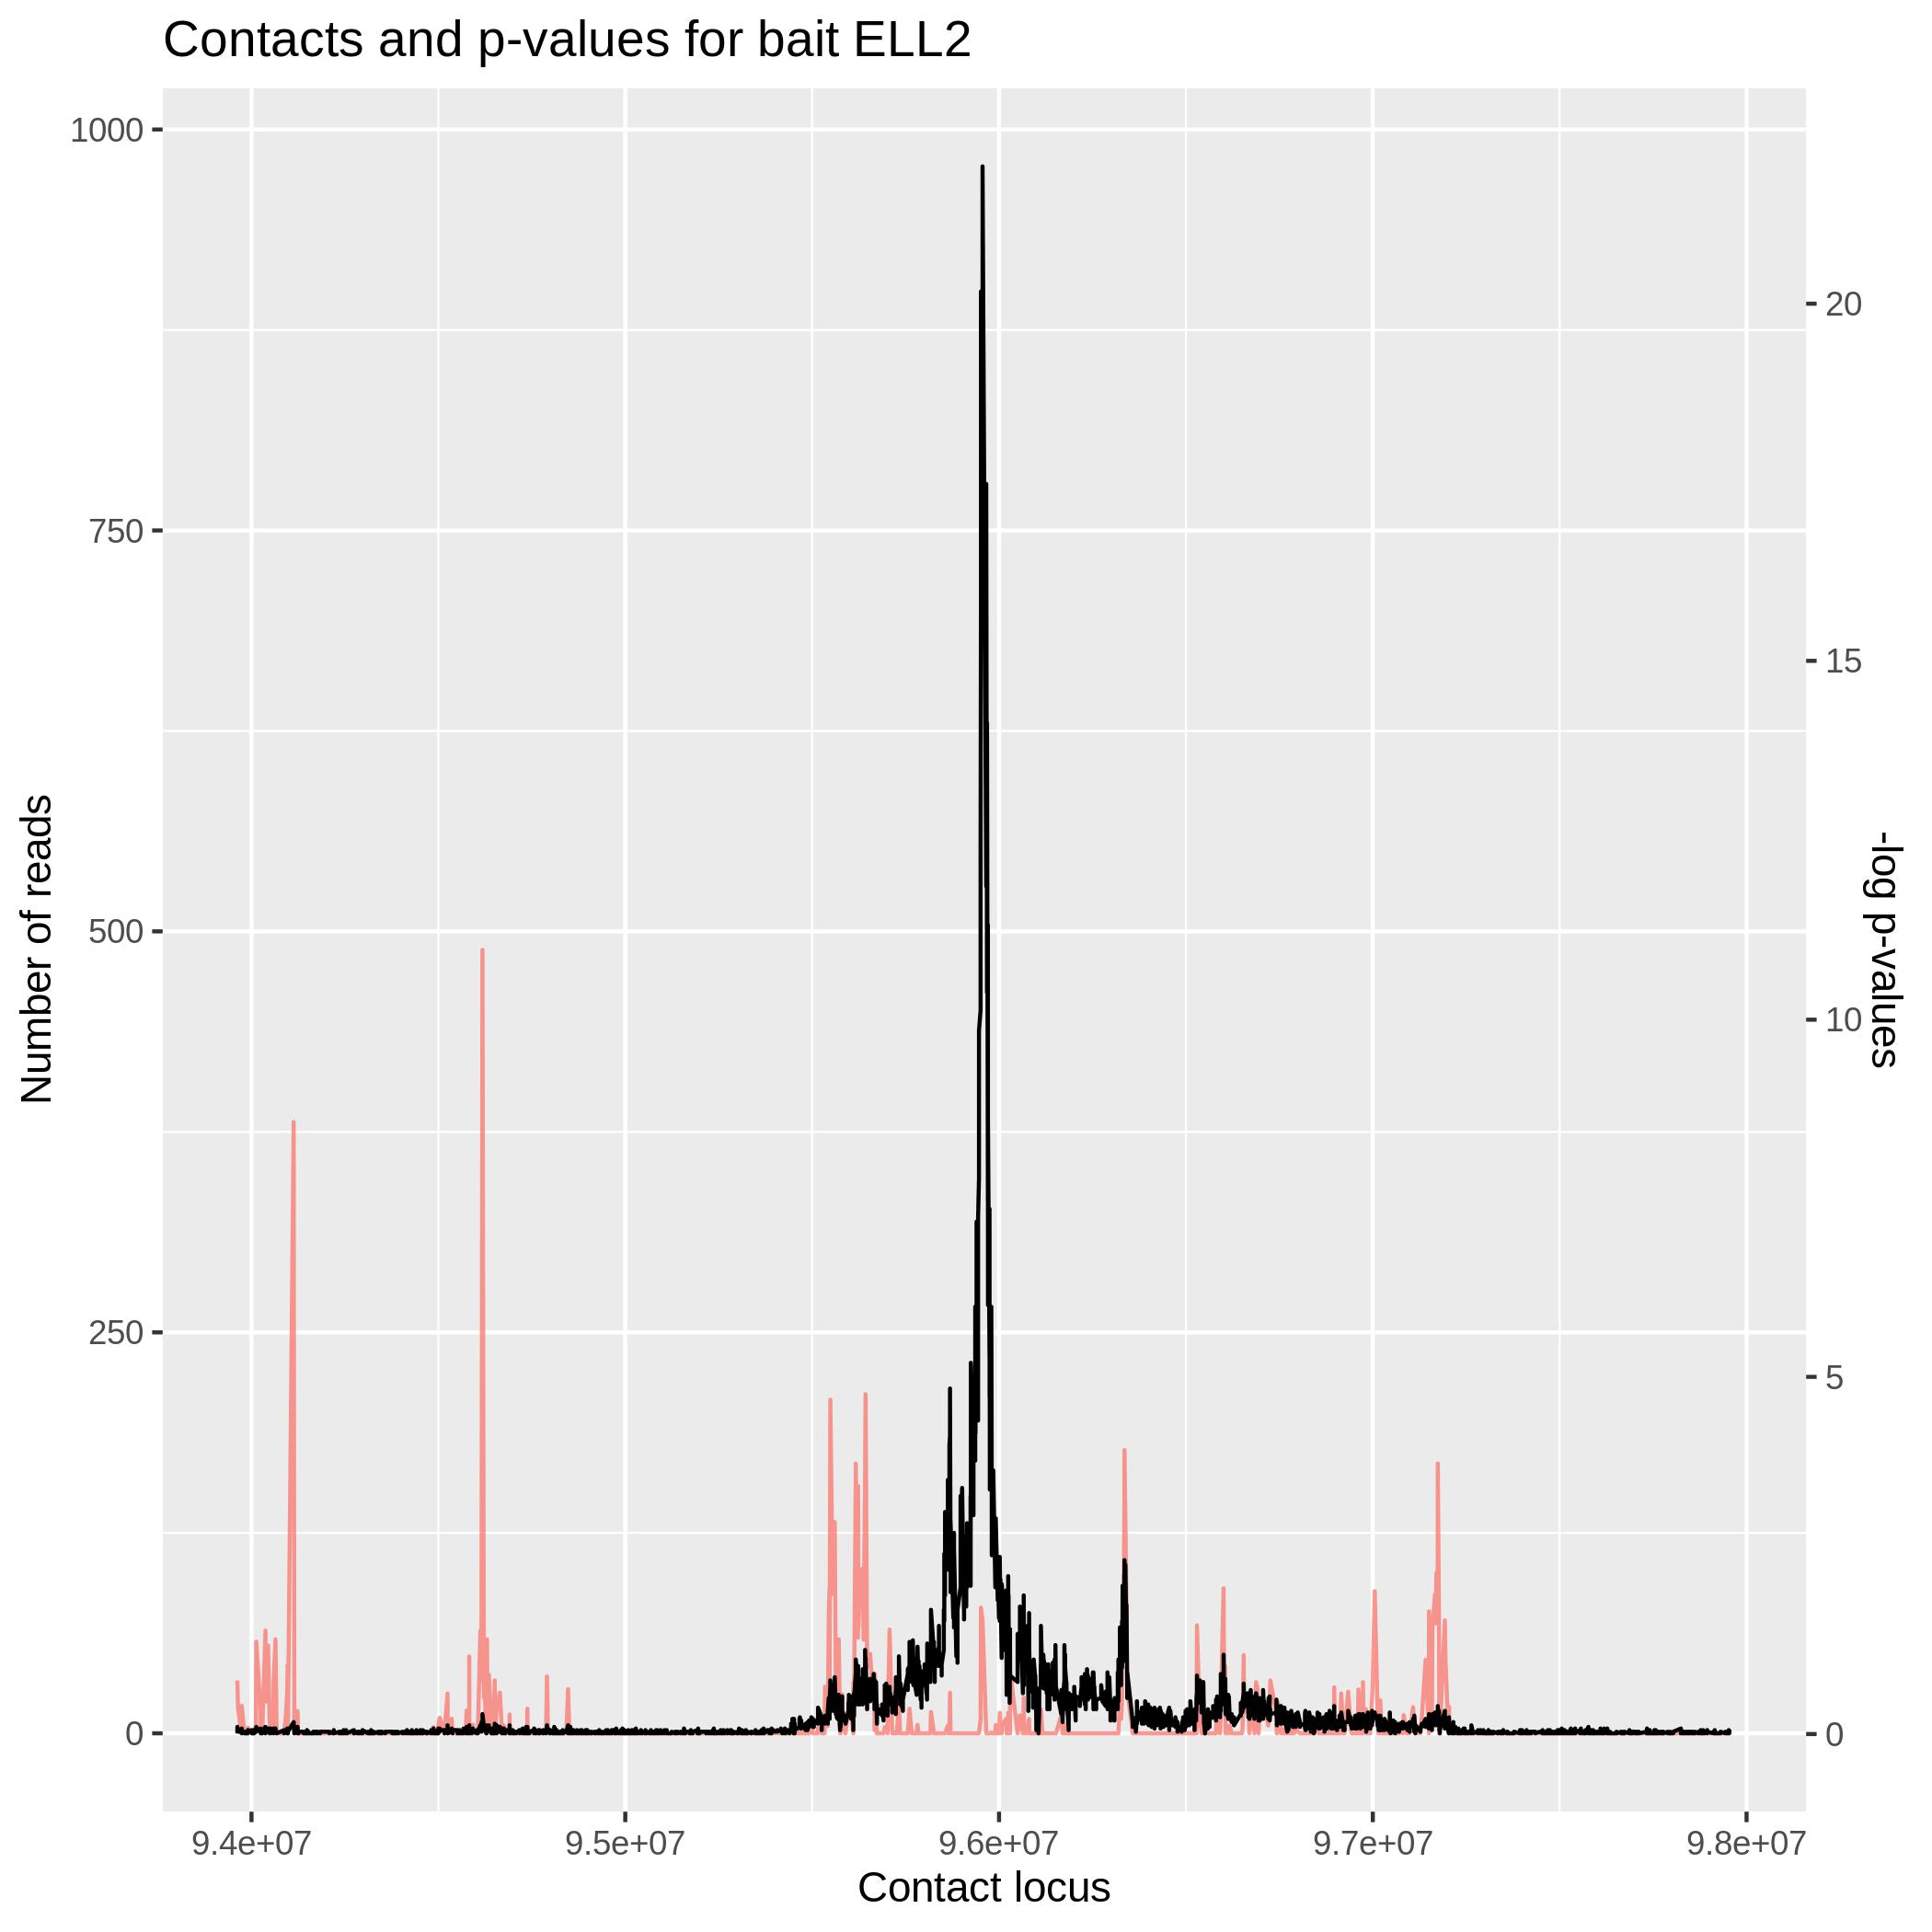 Contacts and p-values for bait ELL2
1000
750
500
250
0
Number of reads
20
15
10
5
0
-log p-values
9.4e+07
9.5e+07
9.6e+07
9.7e+07
9.8e+07
Contact locus